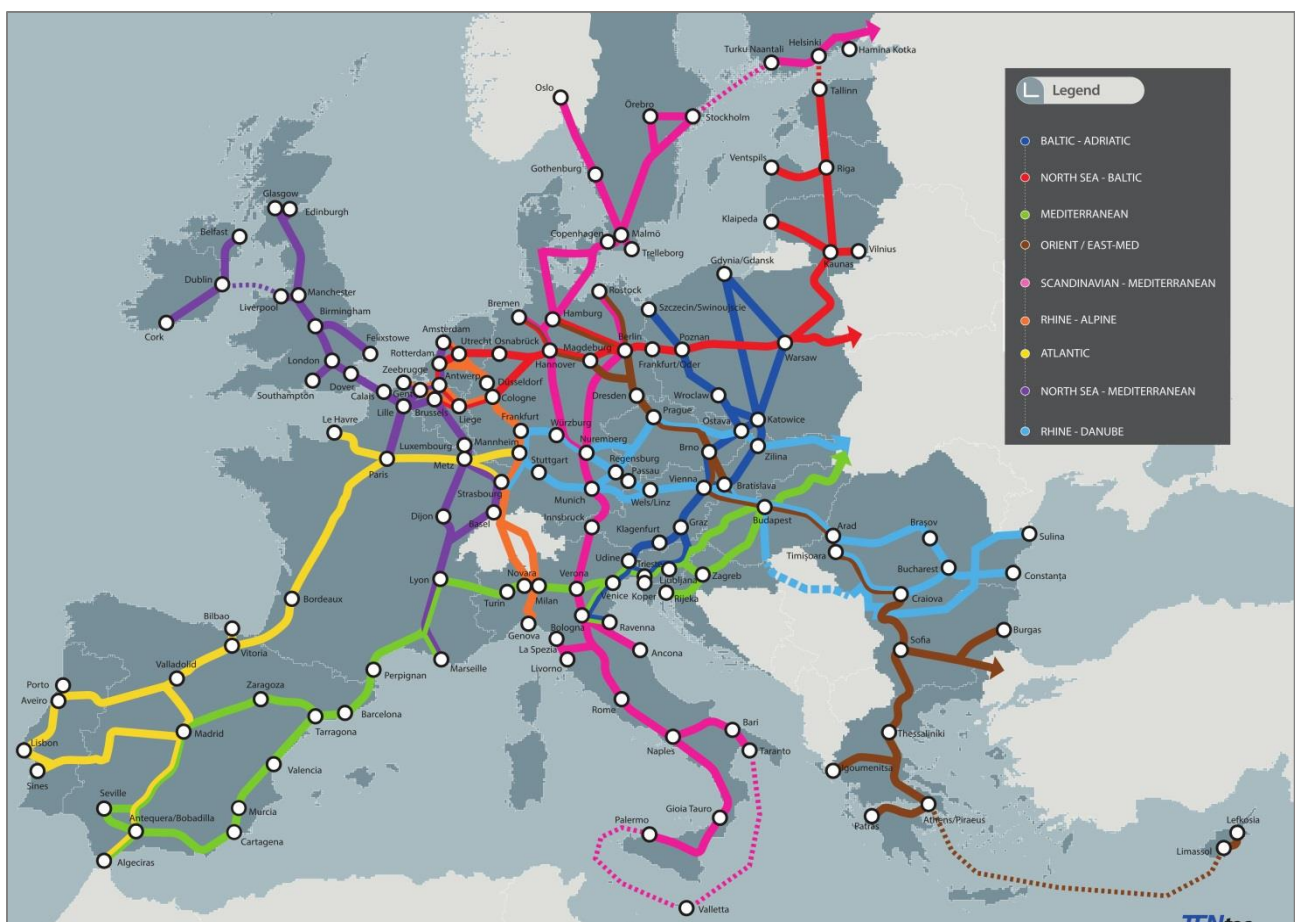 Turku Naantali
Helsinki
Hamina Kotka
Oslo
Örebro
Stockholm
Tallinn
Legend
BALTIC - ADRIATIC
NORTH SEA - BALTIC
MEDITERRANEAN
ORIENT / EAST-MED
SCANDINAVIAN - MEDITERRANEAN
RHINE - ALPINE
ATLANTIC
NORTH SEA - MEDITERRANEAN
RHINE - DANUBE
Ventspils
Riga
Gothenburg
Glasgow
Edinburgh
Klaipeda
Belfast
Copenhagen
Malmö
Trelleborg
Vilnius
Kaunas
Gdynia/Gdansk
Dublin
Liverpool
Manchester
Birmingham
Cork
Bremen
Rostock
Hamburg
Szczecin/Swinoujscie
Felixstowe
Amsterdam
Utrecht
Osnabrück
Magdeburg
Berlin
Poznan
Warsaw
London
Rotterdam
Hannover
Frankfurt/Oder
Zeebrugge
Dover
Calais
Southampton
Antwerp
Gent
Düsseldorf
Cologne
Dresden
Wroclaw
Lille
Brussels
Liege
Prague
Ostava
Katowice
Le Havre
Frankfurt
Würzburg
Luxembourg
Mannheim
Nuremberg
Brno
Zilina
Paris
Metz
Stuttgart
Regensburg
Passau
Strasbourg
Munich
Wels/Linz
Vienna
Bratislava
Dijon
Basel
Innsbruck
Klagenfurt
Graz
Budapest
Arad
Braşov
Sulina
Timişoara
Udine
Trieste
Ljubljana
Zagreb
Bucharest
Constanţa
Lyon
Novara
Verona
Turin
Milan
Venice
Koper
Rijeka
Craiova
Bordeaux
Genova
Bologna
Ravenna
Bilbao
Vitoria
La Spezia
Livorno
Ancona
Sofia
Burgas
Marseille
Valladolid
Porto
Aveiro
Zaragoza
Perpignan
Barcelona
Tarragona
Madrid
Rome
Bari
Lisbon
Sines
Naples
Taranto
Thessaliniki
Valencia
Igoumenitsa
Seville
Murcia
Antequera/Bobadilla
Cartagena
Gioia Tauro
Palermo
Patras
Athens/Piraeus
Lefkosia
Limassol
Algeciras
Valletta